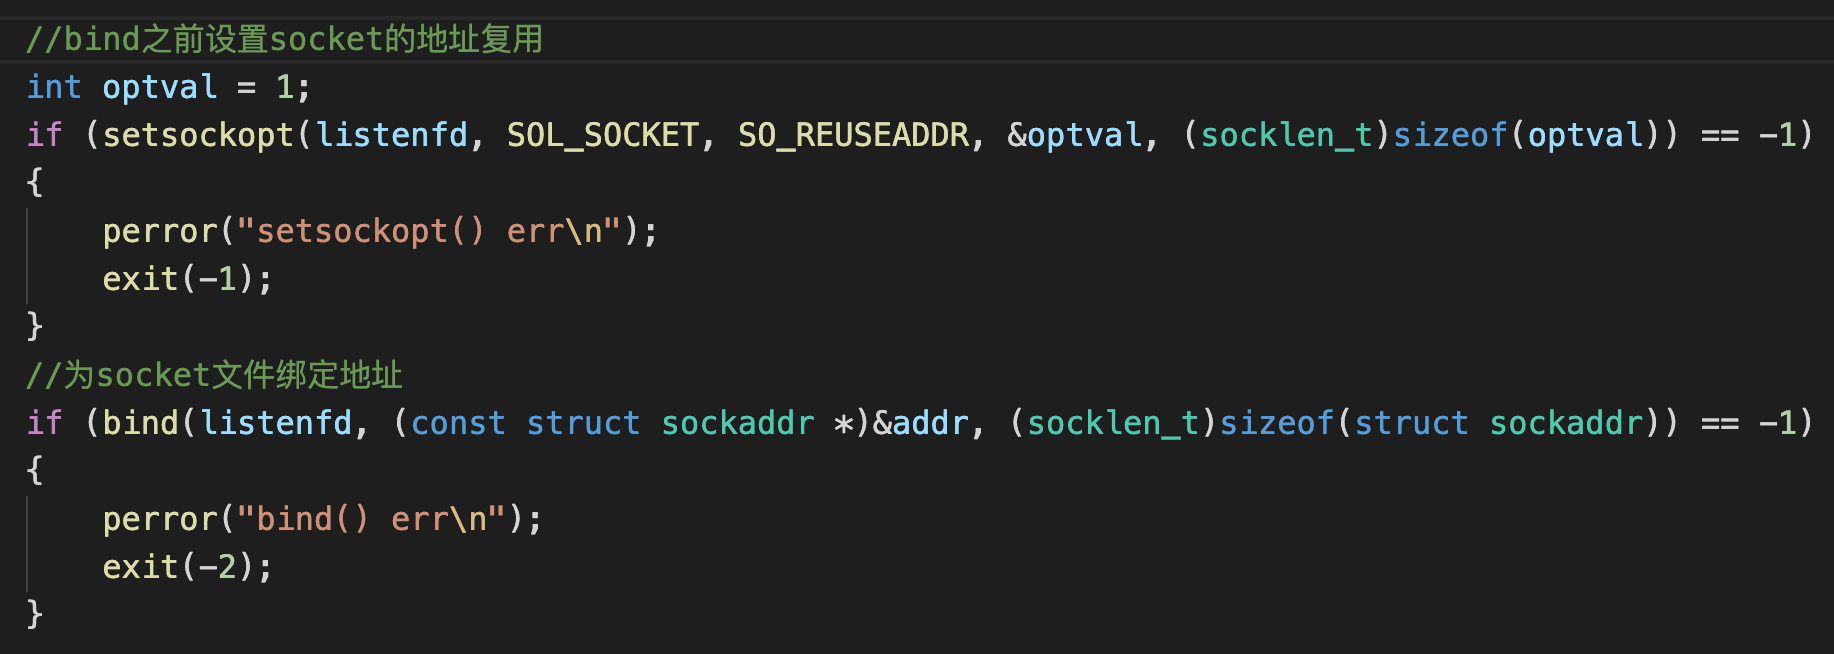 //bind之前设置socket的地址复用
int optval = 1;
if (setsockopt(listenfd, SOL_SOCKET, SO_REUSEADDR, &optval, (socklen_t)sizeof(optval)) == -1)
{
    perror("setsockopt() err\n");
    exit(-1);
}
//为socket文件绑定地址
if (bind(listenfd, (const struct sockaddr *)&addr, (socklen_t)sizeof(struct sockaddr)) == -1)
{
    perror("bind() err\n");
    exit(-2);
}